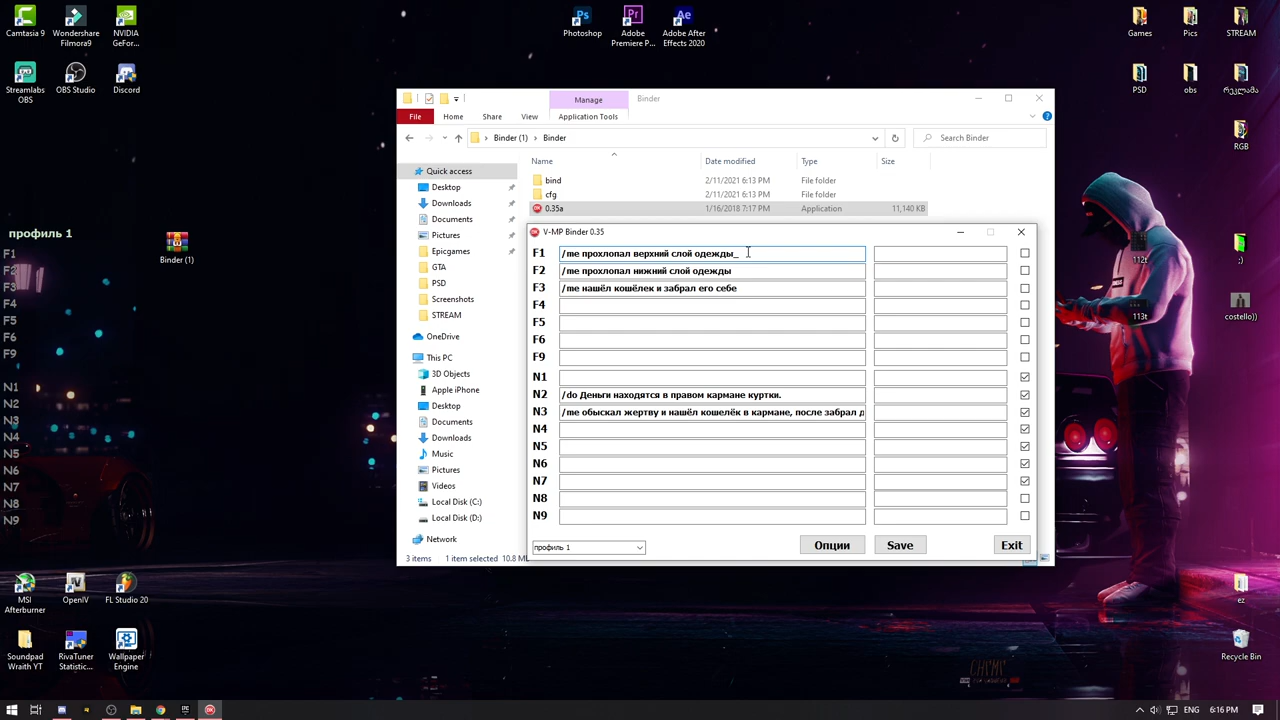 Camtasia 9
Wondershare Filmora9
NVIDIA GeFor...
Photoshop
Adobe Premiere P...
Adobe After Effects 2020
Games
Pics
STREAM
Streamlabs OBS
OBS Studio
Discord
PSD
obs
რეკლამა
RGB
профиль 1
Binder (1)
112t
;)
113t
costello))
F1
F2
F3
F4
F5
F6
F9
N1
N2
N3
N4
N5
N6
N7
N8
N9
Manage
Binder
File
Home
Share
View
Application Tools
Binder (1) › Binder
Search Binder
Name
Date modified
Type
Size
bind
2/11/2021 6:13 PM
File folder
cfg
2/11/2021 6:13 PM
File folder
0.35a
1/16/2018 7:17 PM
Application
11,140 KB
Quick access
Desktop
Downloads
Documents
Pictures
Epicgames
GTA
PSD
Screenshots
STREAM
OneDrive
This PC
3D Objects
Apple iPhone
Desktop
Documents
Downloads
Music
Pictures
Videos
Local Disk (C:)
Local Disk (D:)
Network
3 items
1 item selected 10.8 M
V-MP Binder 0.35
F1 /me прохлопал верхний слой одежды_
F2 /me прохлопал нижний слой одежды
F3 /me нашёл кошёлек и забрал его себе
F4
F5
F6
F9
N1
N2 /do Деньги находятся в правом кармане куртки.
N3 /me обыскал жертву и нашёл кошелёк в кармане, после забрал д
N4
N5
N6
N7
N8
N9
профиль 1
Опции
Save
Exit
MSI Afterburner
OpenIV
FL Studio 20
ez
Soundpad Wraith YT
RivaTuner Statistic...
Wallpaper Engine
Recycle Bin
ENG
6:16 PM